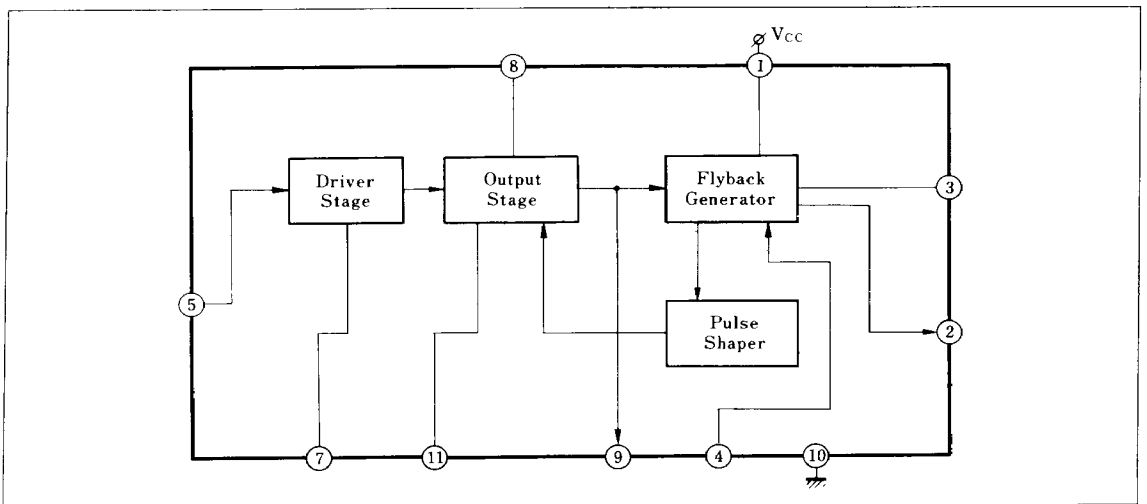 VCC
8
1
Driver
Stage
Output
Stage
Flyback
Generator
3
5
Pulse
Shaper
2
7
11
9
4
10